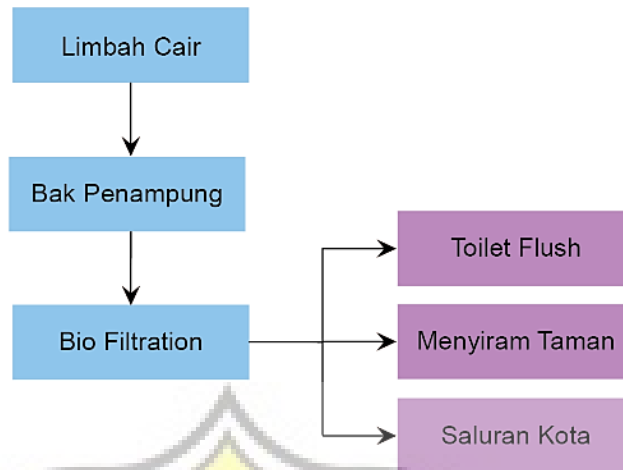 Limbah Cair
Bak Penampung
Bio Filtration
Toilet Flush
Menyiram Taman
Saluran Kota